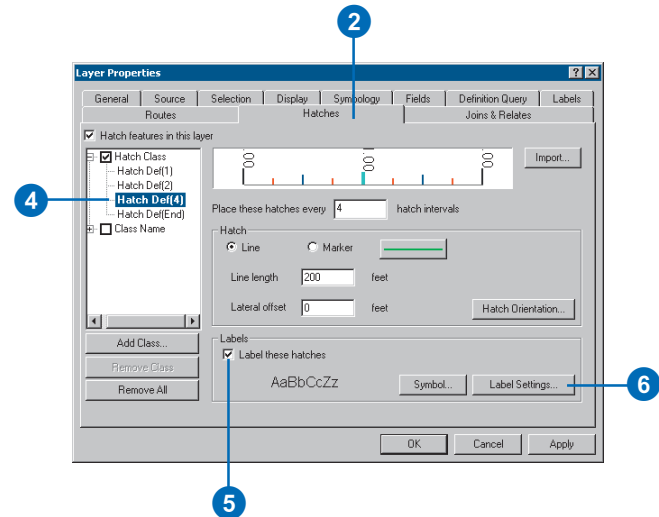 2
Layer Properties
General Source Selection Display Symbology Fields Definition Query Labels
Routes Hatches Joins & Relates
Hatch features in this layer
Hatch Class
Hatch Def(1)
Hatch Def(2)
Hatch Def(4)
Hatch Def(End)
Class Name
4
.00 .00 .00
Import...
Place these hatches every 4 hatch intervals
Hatch
Line Marker
Line length 200 feet
Lateral offset 0 feet
Hatch Orientation...
Add Class...
Remove Class
Remove All
Labels
Label these hatches
AaBbCcZz
Symbol...
Label Settings...
6
OK Cancel Apply
5